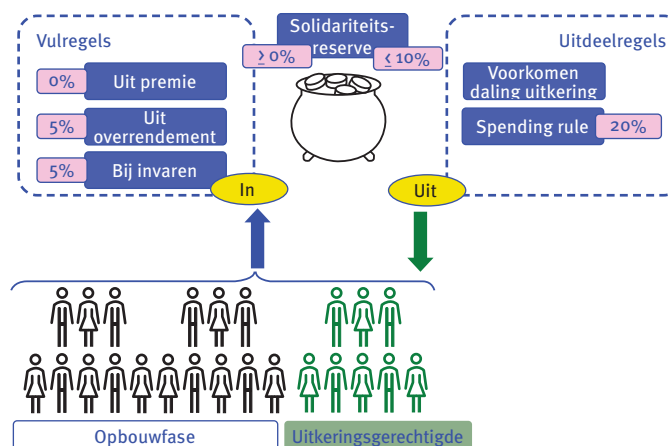 Vulregels
0%
Uit premie
5%
Uit
overrendement
5%
Bij invaren
In
Solidariteits-
reserve
≥ 0%
≤ 10%
Uitdeelregels
Voorkomen
daling uitkering
Spending rule
20%
Uit
Opbouwfase
Uitkeringsgerechtigde